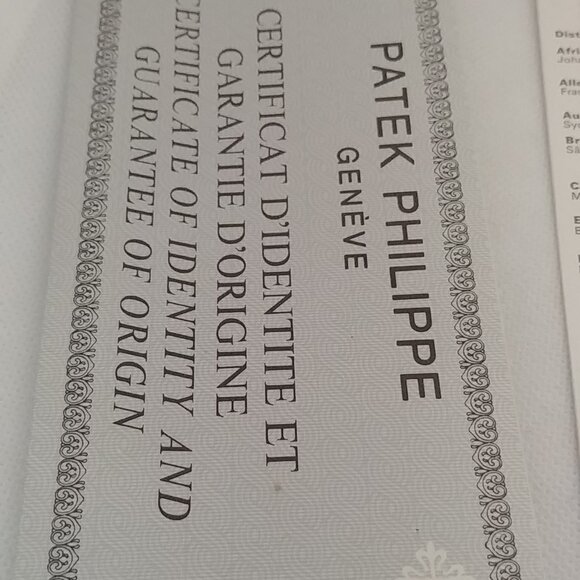 PATEK PHILIPPE
GENÈVE
CERTIFICAT D'IDENTITE ET
GARANTIE D'ORIGINE
CERTIFICATE OF IDENTITY AND
GUARANTEE OF ORIGIN